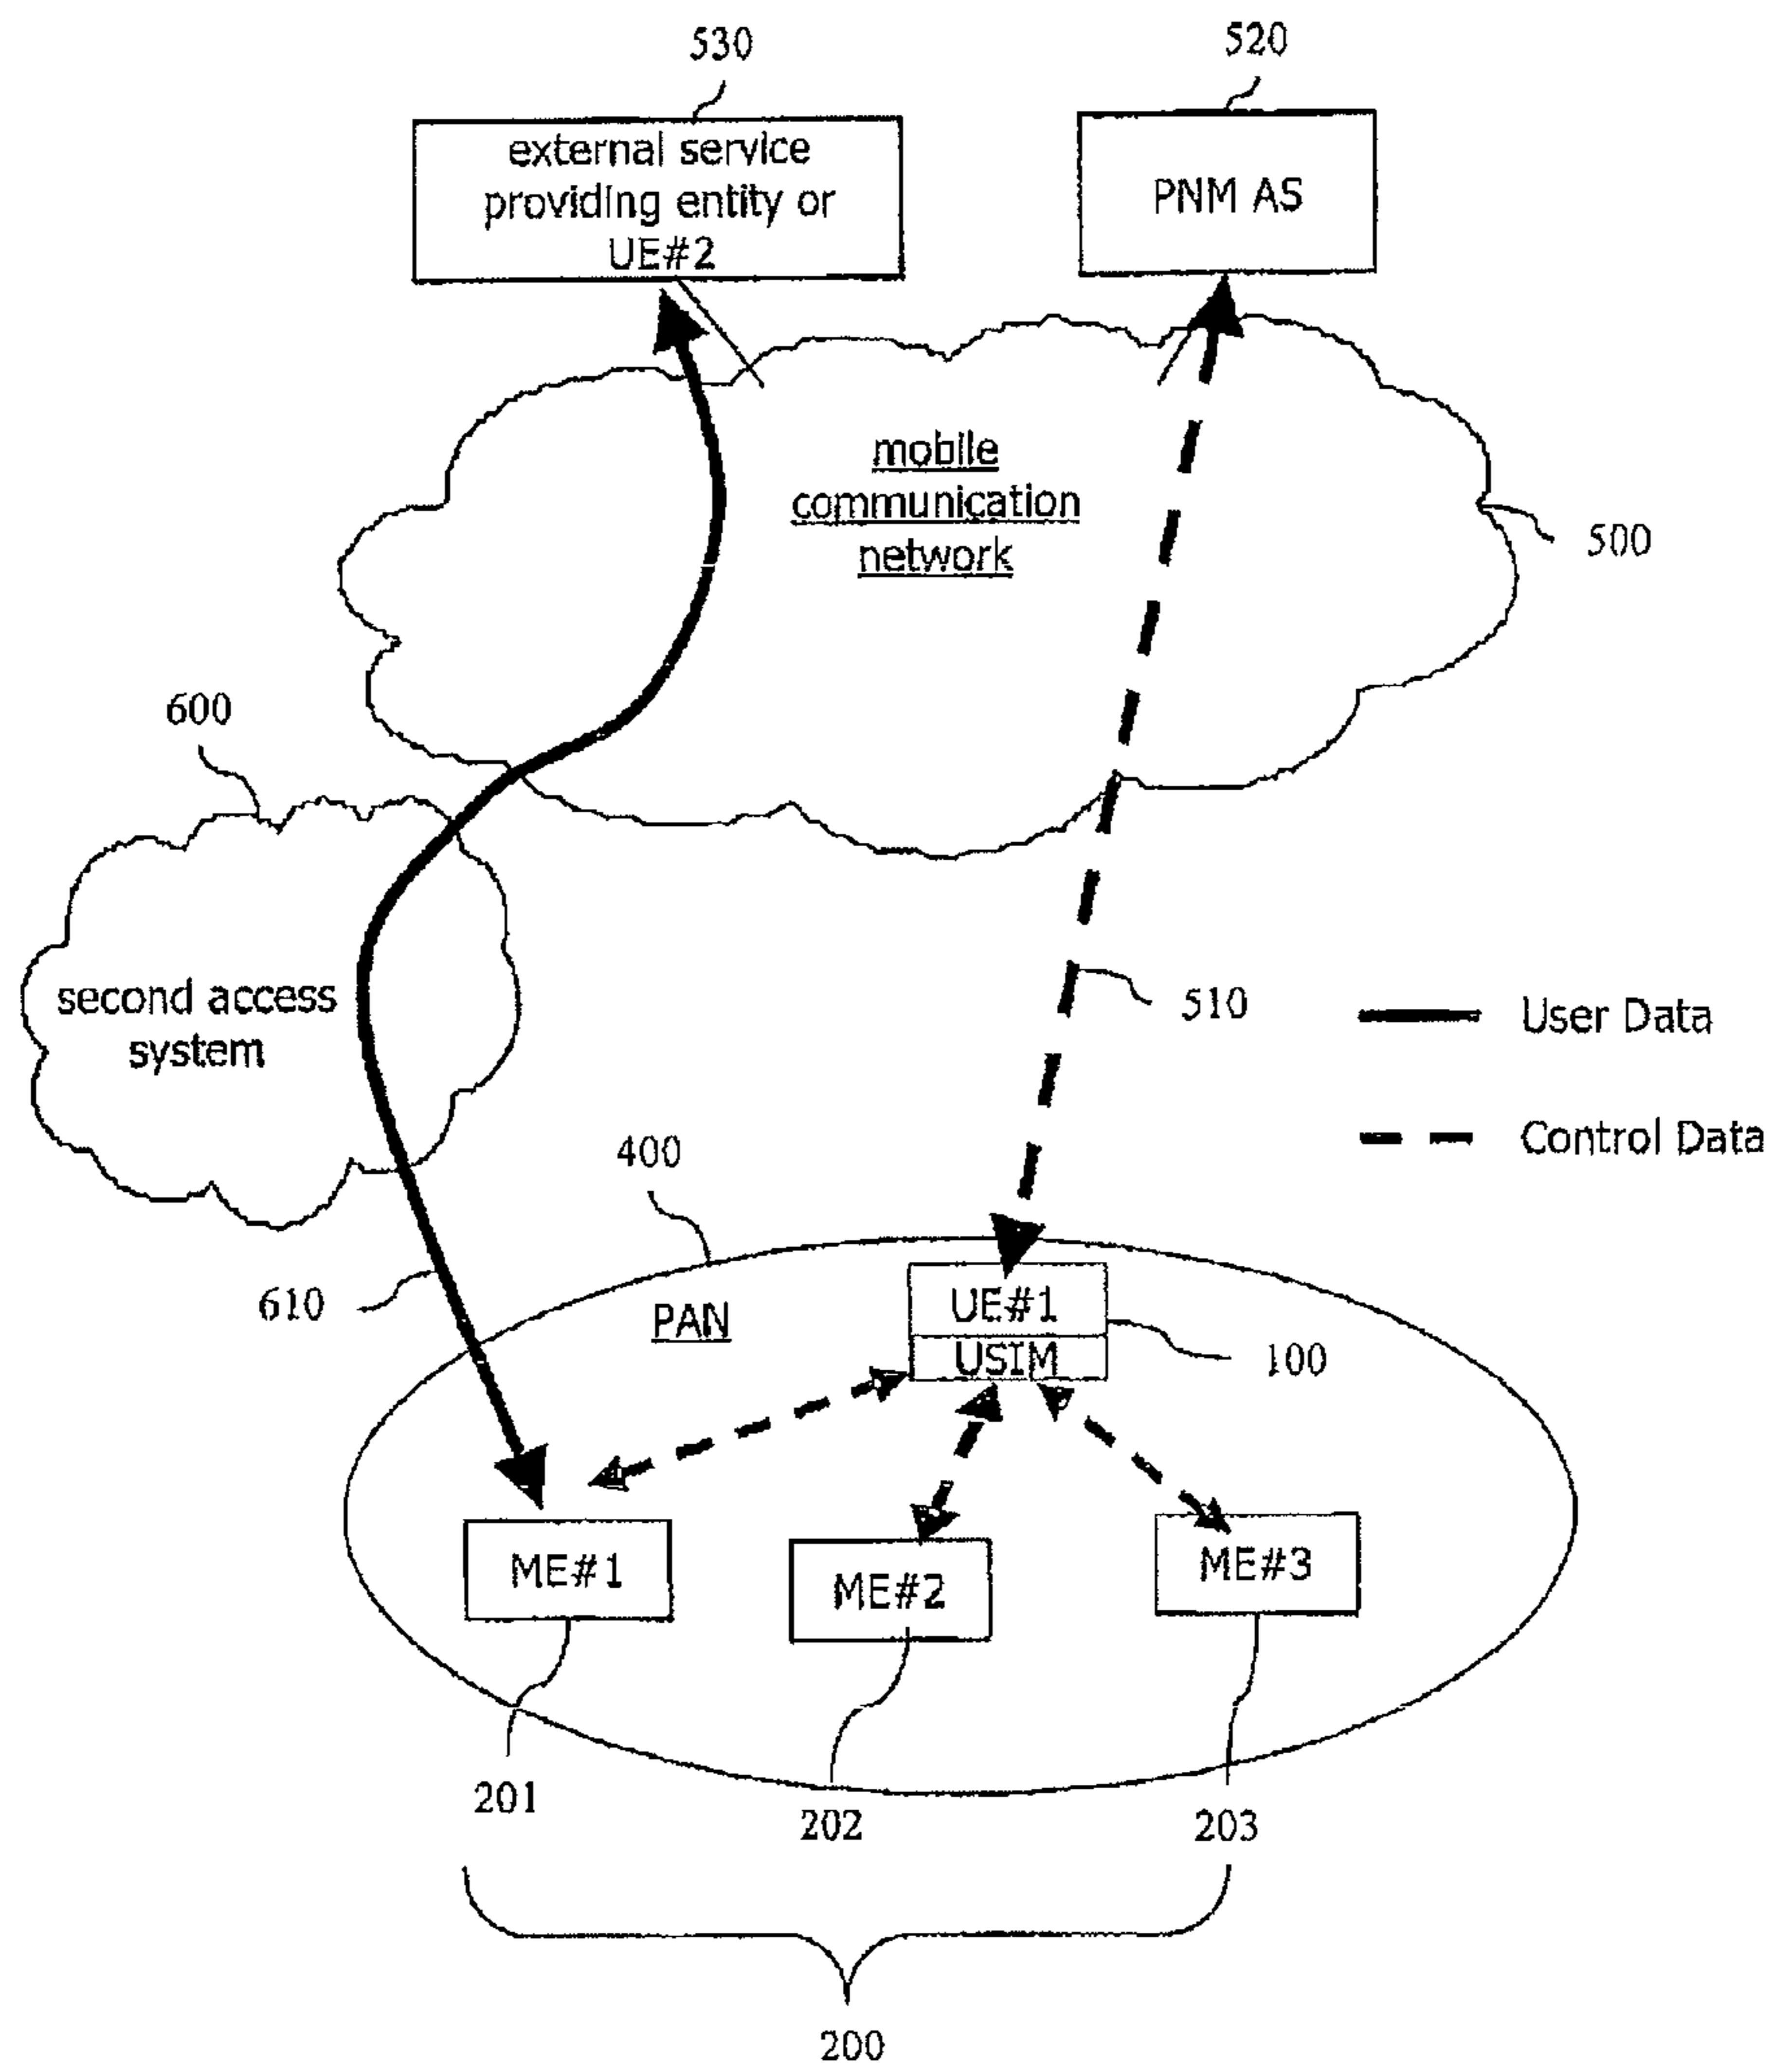 530
520
external service
providing entity or
UE#2
PNM AS
mobile
communication
network
500
600
second access
system
510
User Data
Control Data
400
610
PAN
UE#1
USIM
100
ME#1
ME#2
ME#3
201
202
203
200